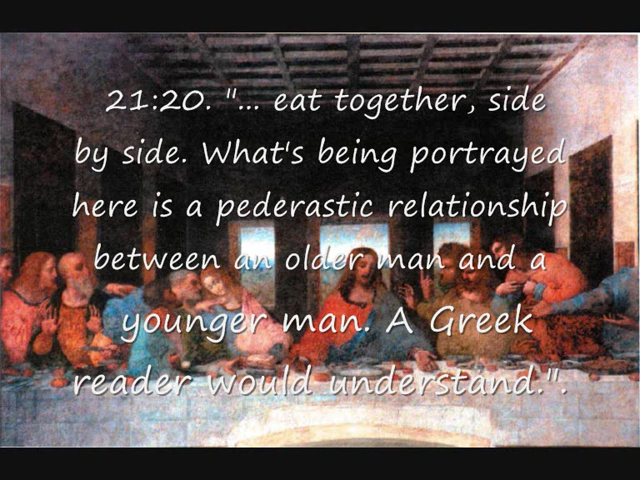 21:20. "... eat together, side
by side. What's being portrayed
here is a pederastic relationship
between an older man and a
younger man. A Greek
reader would understand.".